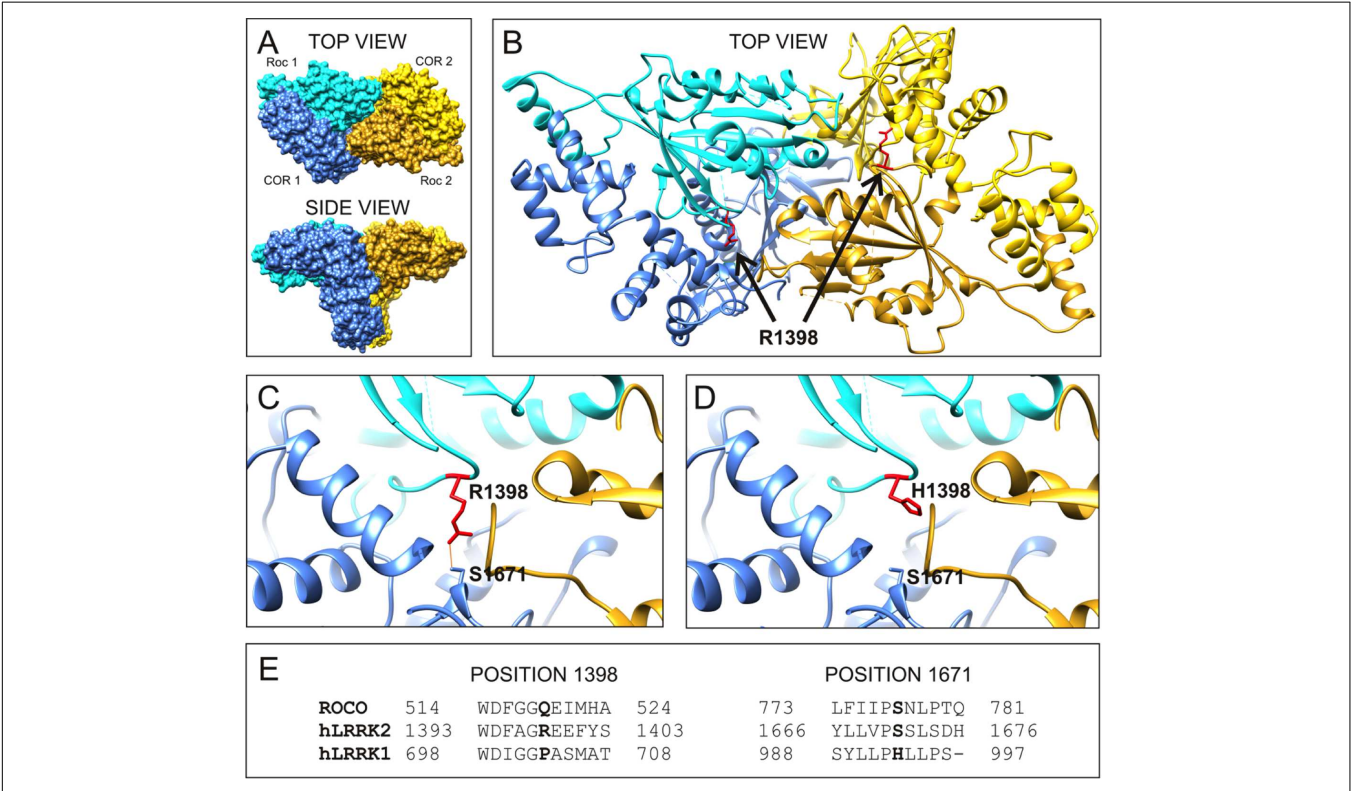 A
TOP VIEW
Roc 1
COR 2
COR 1
Roc 2
SIDE VIEW
B
TOP VIEW
R1398
C
R1398
S1671
D
H1398
S1671
E
POSITION 1398 POSITION 1671
ROCO 514 WDFGGQEIMHA 524 773 LFIIPSNLPTQ 781
hLRRK2 1393 WDFAGREEFYS 1403 1666 YLLVPSSLSDH 1676
hLRRK1 698 WDIGGPASMAT 708 988 SYLLPHLLPS- 997